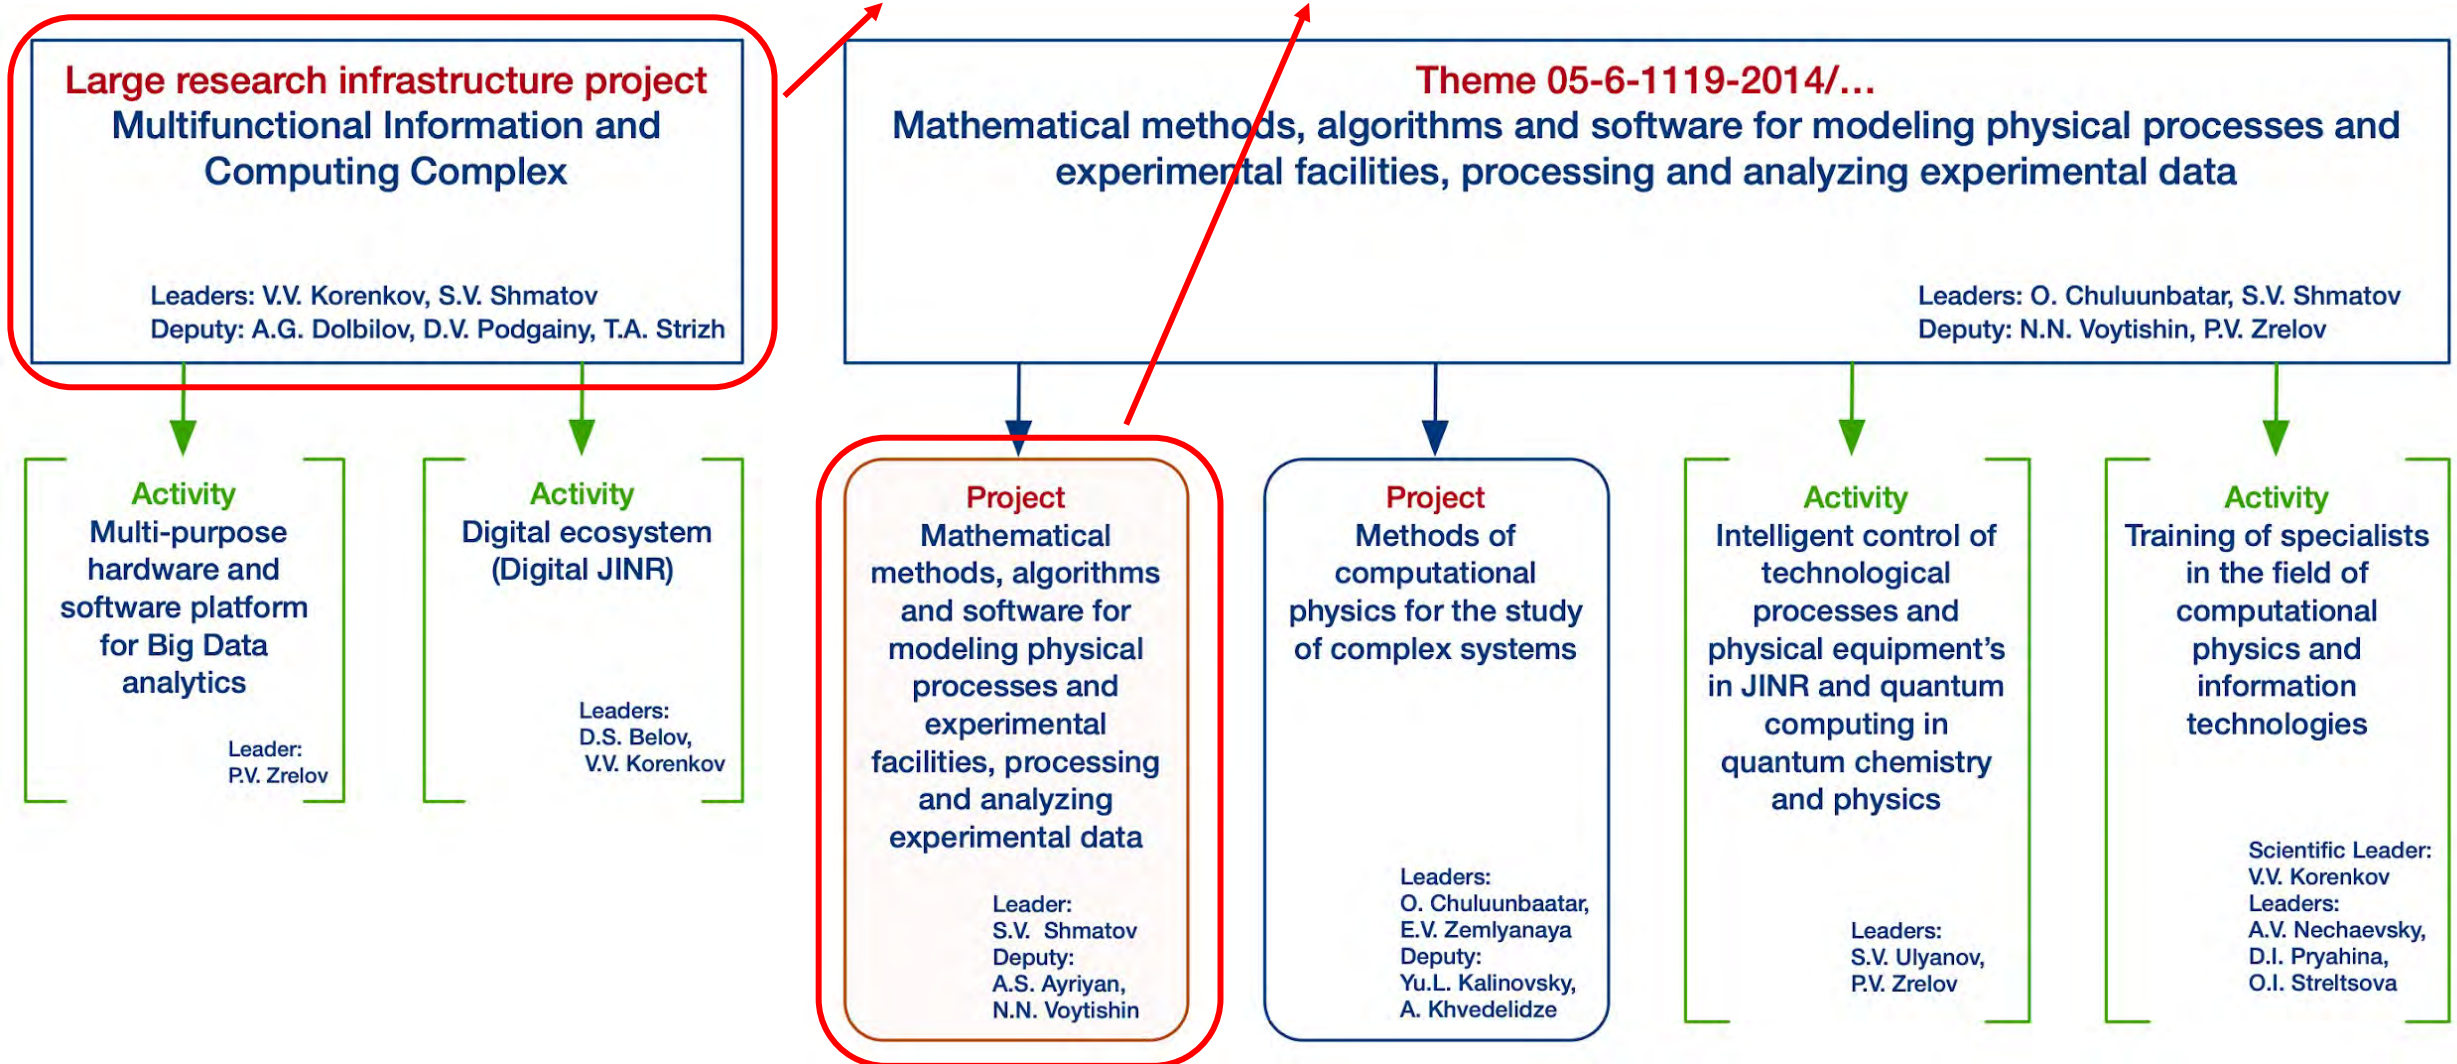 Large research infrastructure project
Multifunctional Information and
Computing Complex
Leaders: V.V. Korenkov, S.V. Shmatov
Deputy: A.G. Dolbilov, D.V. Podgainy, T.A. Strizh
Theme 05-6-1119-2014/...
Mathematical methods, algorithms and software for modeling physical processes and
experimental facilities, processing and analyzing experimental data
Leaders: O. Chuluunbatar, S.V. Shmatov
Deputy: N.N. Voytishin, P.V. Zrelov
Activity
Multi-purpose
hardware and
software platform
for Big Data
analytics
Leader:
P.V. Zrelov
Activity
Digital ecosystem
(Digital JINR)
Leaders:
D.S. Belov,
V.V. Korenkov
Project
Mathematical
methods, algorithms
and software for
modeling physical
processes and
experimental
facilities, processing
and analyzing
experimental data
Leader:
S.V. Shmatov
Deputy:
A.S. Ayriyan,
N.N. Voytishin
Project
Methods of
computational
physics for the study
of complex systems
Leaders:
O. Chuluunbaatar,
E.V. Zemlyanaya
Deputy:
Yu.L. Kalinovsky,
A. Khvedelidze
Activity
Intelligent control of
technological
processes and
physical equipment's
in JINR and quantum
computing in
quantum chemistry
and physics
Leaders:
S.V. Ulyanov,
P.V. Zrelov
Activity
Training of specialists
in the field of
computational
physics and
information
technologies
Scientific Leader:
V.V. Korenkov
Leaders:
A.V. Nechaevsky,
D.I. Pryahina,
O.I. Streltsova